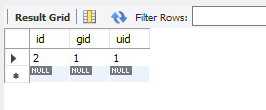 Result Grid Filter Rows:
id gid uid
2 1 1
NULL NULL NULL